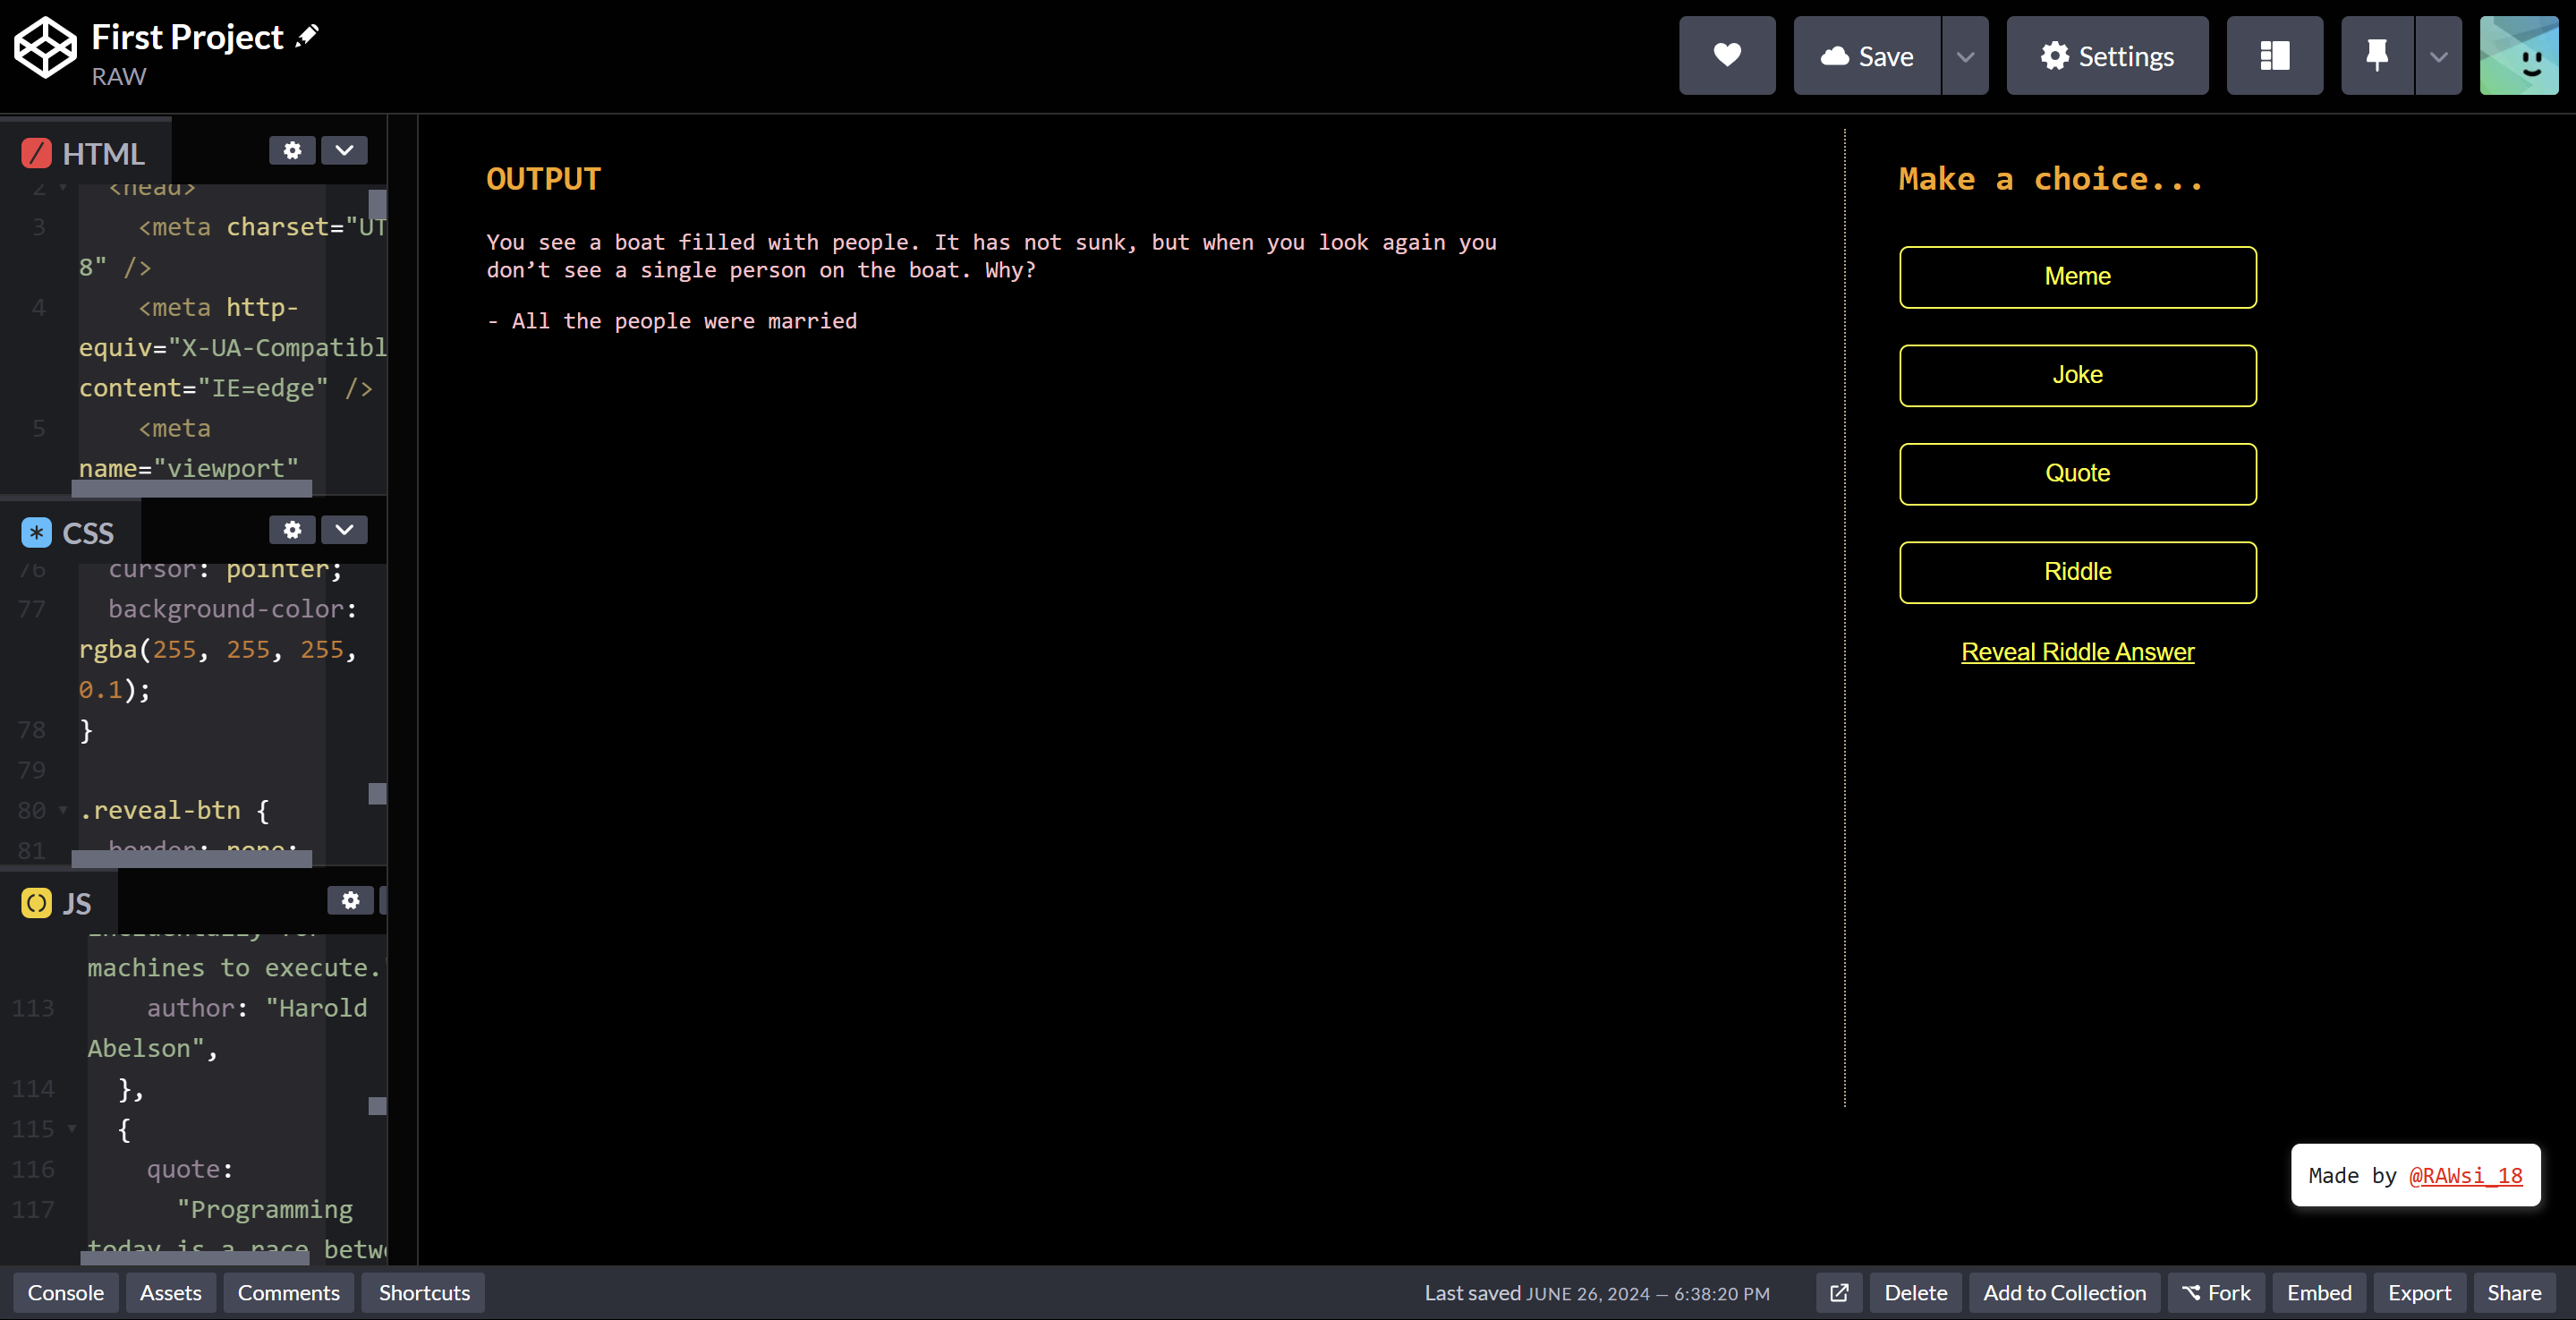 First Project
RAW
Save
Settings
HTML
2 <head>
3 <meta charset="UT
8" />
4 <meta http-
equiv="X-UA-Compatibl
content="IE=edge" />
5 <meta
name="viewport"
CSS
76 cursor: pointer;
77 background-color:
rgba(255, 255, 255,
0.1);
78 }
79
80 .reveal-btn {
81 border: none;
JS
incidentally for
machines to execute."
113 author: "Harold
Abelson",
114 },
115 {
116 quote:
117 "Programming
today is a race betwe
OUTPUT
You see a boat filled with people. It has not sunk, but when you look again you
don’t see a single person on the boat. Why?
- All the people were married
Make a choice...
Meme
Joke
Quote
Riddle
Reveal Riddle Answer
Made by @RAWsi_18
Console
Assets
Comments
Shortcuts
Last saved JUNE 26, 2024 — 6:38:20 PM
Delete
Add to Collection
Fork
Embed
Export
Share